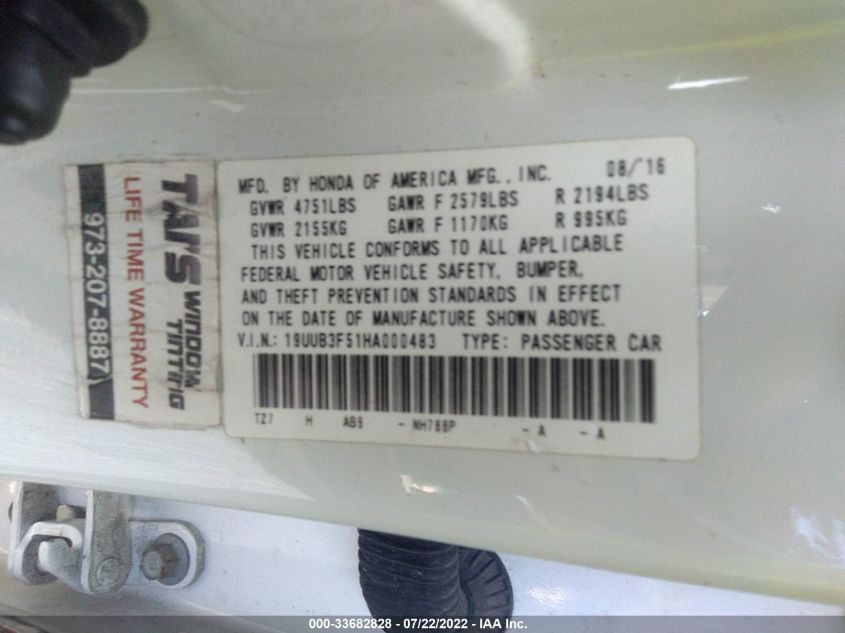 MFD. BY HONDA OF AMERICA MFG., INC. 08/'16
GVWR 4751LBS GAWR F 2579LBS R 2194LBS
GVWR 2155KG GAWR F 1170KG R 995KG
THIS VEHICLE CONFORMS TO ALL APPLICABLE
FEDERAL MOTOR VEHICLE SAFETY, BUMPER,
AND THEFT PREVENTION STANDARDS IN EFFECT
ON THE DATE OF MANUFACTURE SHOWN ABOVE.
V.I.N.: 19UUB3F51HA000483 TYPE: PASSENGER CAR
TZ7 H AB9 - NH788P - A - A
TAR'S WINDOW
TINTING
LIFE TIME WARRANTY
973-207-8887
000-33682828 - 07/22/2022 - IAA Inc.